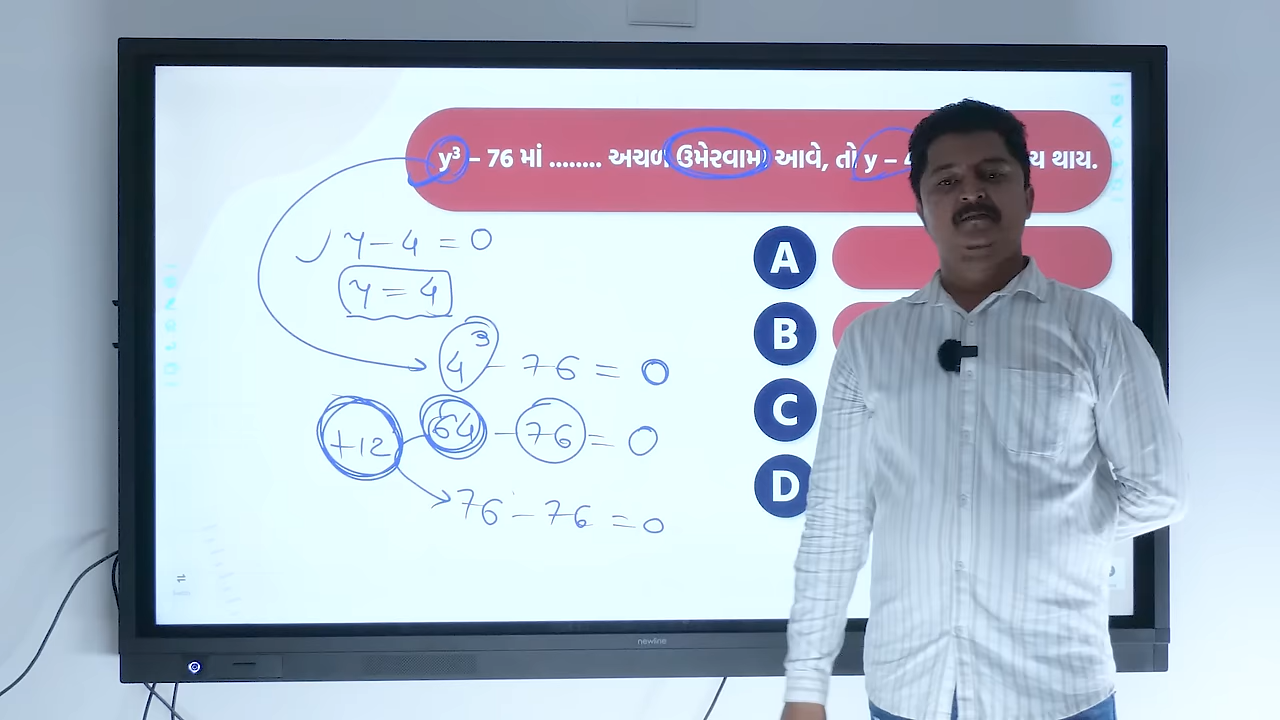 y³ – 76 માં ........ અચળ ઉમેરવામાં આવે, તો y – 4 થાય.
y – 4 = 0
y = 4
4³ – 76 = 0
+12 64 – 76 = 0
76 – 76 = 0
A
B
C
D
newline